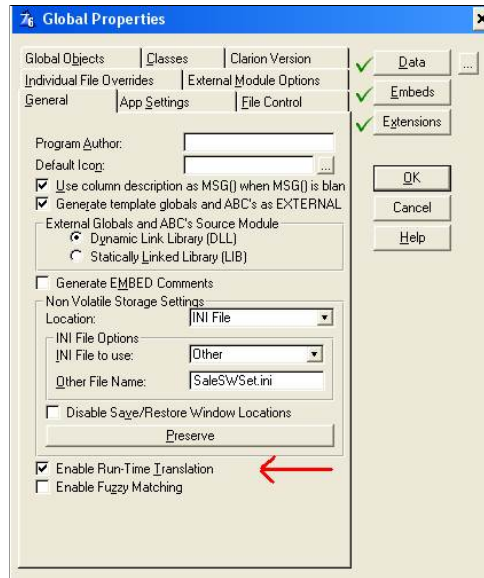 Global Properties
Global Objects Classes Clarion Version
Individual File Overrides External Module Options
General App Settings File Control
Data ...
Embeds
Extensions
OK
Cancel
Help
Program Author:
Default Icon: ...
Use column description as MSG() when MSG() is blan
Generate template globals and ABC's as EXTERNAL
External Globals and ABC's Source Module
Dynamic Link Library (DLL)
Statically Linked Library (LIB)
Generate EMBED Comments
Non Volatile Storage Settings
Location: INI File
INI File Options
INI File to use: Other
Other File Name: SaleSWSet.ini
Disable Save/Restore Window Locations
Preserve
Enable Run-Time Translation
Enable Fuzzy Matching